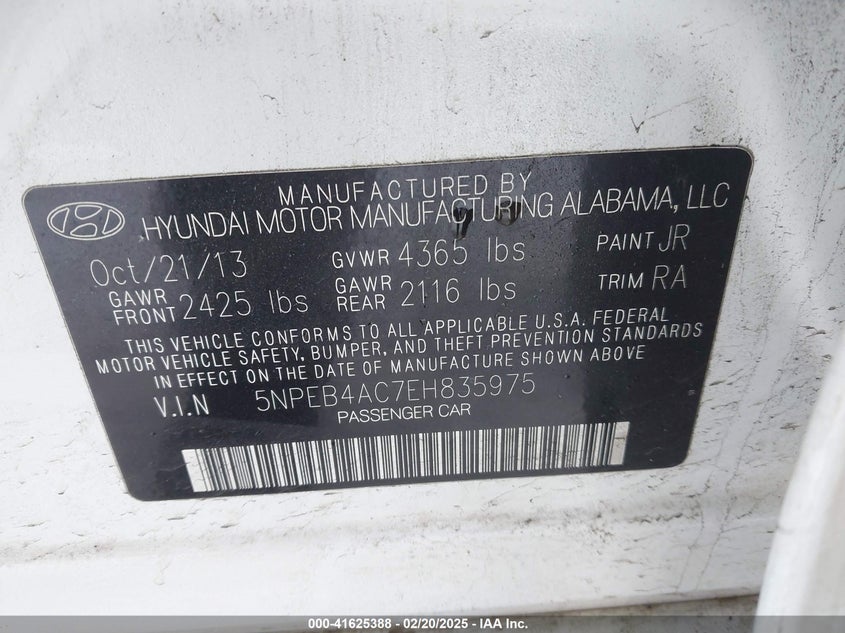 MANUFACTURED BY
HYUNDAI MOTOR MANUFACTURING ALABAMA, LLC
Oct/21/13 GVWR 4365 lbs PAINT JR
GAWR FRONT 2425 lbs GAWR REAR 2116 lbs TRIM RA
THIS VEHICLE CONFORMS TO ALL APPLICABLE U.S.A. FEDERAL
MOTOR VEHICLE SAFETY, BUMPER, AND THEFT PREVENTION STANDARDS
IN EFFECT ON THE DATE OF MANUFACTURE SHOWN ABOVE
V.I.N 5NPEB4AC7EH835975
PASSENGER CAR
000-41625388 - 02/20/2025 - IAA Inc.